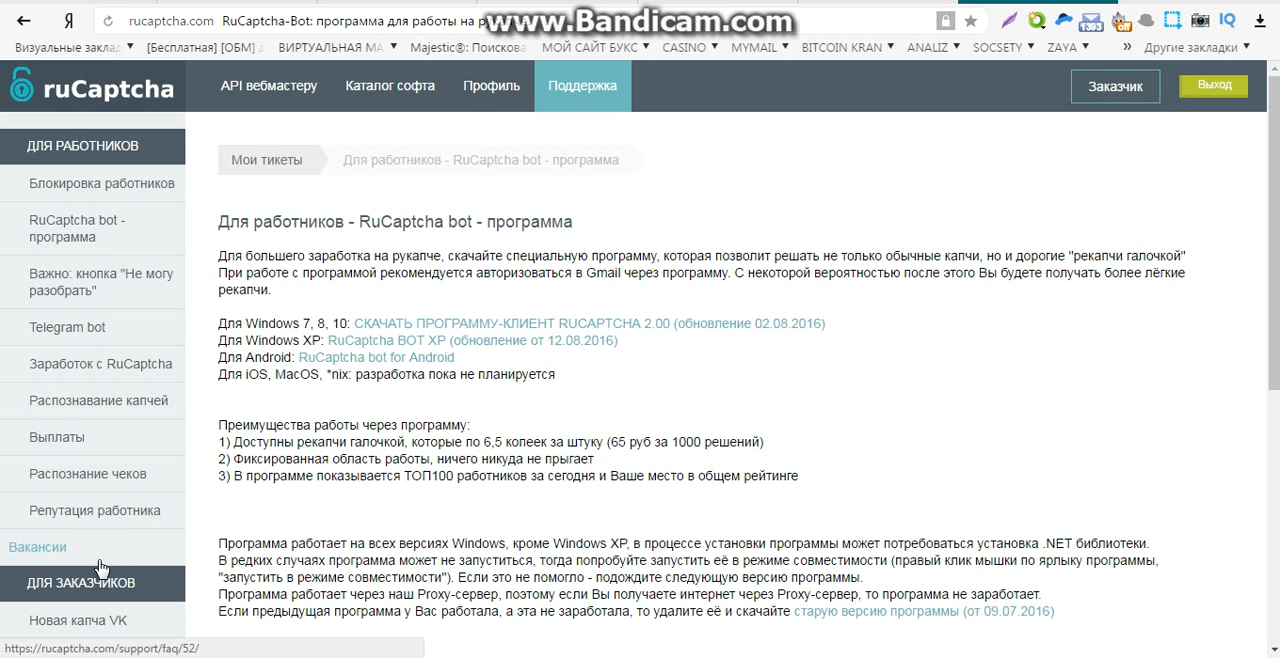 Я rucaptcha.com RuCaptcha-Bot: программа для работы на
www.Bandicam.com
Визуальные заклад [Бесплатная] [ОБМ] ВИРТУАЛЬНАЯ МА Majestic®: Поискова МОЙ САЙТ БУКС CASINO MYMAIL BITCOIN KRAN ANALIZ SOCSETY ZAYA » Другие закладки
ruCaptcha API вебмастеру Каталог софта Профиль Поддержка Заказчик Выход
ДЛЯ РАБОТНИКОВ
Блокировка работников
RuCaptcha bot -
программа
Важно: кнопка "Не могу
разобрать"
Telegram bot
Заработок с RuCaptcha
Распознавание капчей
Выплаты
Распознание чеков
Репутация работника
Вакансии
ДЛЯ ЗАКАЗЧИКОВ
Новая капча VK
https://rucaptcha.com/support/faq/52/
Мои тикеты Для работников - RuCaptcha bot - программа
Для работников - RuCaptcha bot - программа
Для большего заработка на рукапче, скачайте специальную программу, которая позволит решать не только обычные капчи, но и дорогие "рекапчи галочкой"
При работе с программой рекомендуется авторизоваться в Gmail через программу. С некоторой вероятностью после этого Вы будете получать более лёгкие
рекапчи.
Для Windows 7, 8, 10: СКАЧАТЬ ПРОГРАММУ-КЛИЕНТ RUCAPTCHA 2.00 (обновление 02.08.2016)
Для Windows XP: RuCaptcha BOT XP (обновление от 12.08.2016)
Для Android: RuCaptcha bot for Android
Для iOS, MacOS, *nix: разработка пока не планируется
Преимущества работы через программу:
1) Доступны рекапчи галочкой, которые по 6,5 копеек за штуку (65 руб за 1000 решений)
2) Фиксированная область работы, ничего никуда не прыгает
3) В программе показывается ТОП100 работников за сегодня и Ваше место в общем рейтинге
Программа работает на всех версиях Windows, кроме Windows XP, в процессе установки программы может потребоваться установка .NET библиотеки.
В редких случаях программа может не запуститься, тогда попробуйте запустить её в режиме совместимости (правый клик мышки по ярлыку программы,
"запустить в режиме совместимости"). Если это не помогло - подождите следующую версию программы.
Программа работает через наш Proxy-сервер, поэтому если Вы получаете интернет через Proxy-сервер, то программа не заработает.
Если предыдущая программа у Вас работала, а эта не заработала, то удалите её и скачайте старую версию программы (от 09.07.2016)